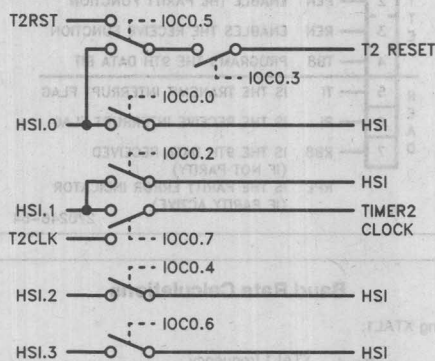 IOC0.5
T2RST
T2 RESET
IOC0.3
IOC0.0
HSI.0
HSI
IOC0.2
HSI
HSI.1
TIMER2
CLOCK
T2CLK
IOC0.7
IOC0.4
HSI.2
HSI
IOC0.6
HSI.3
HSI